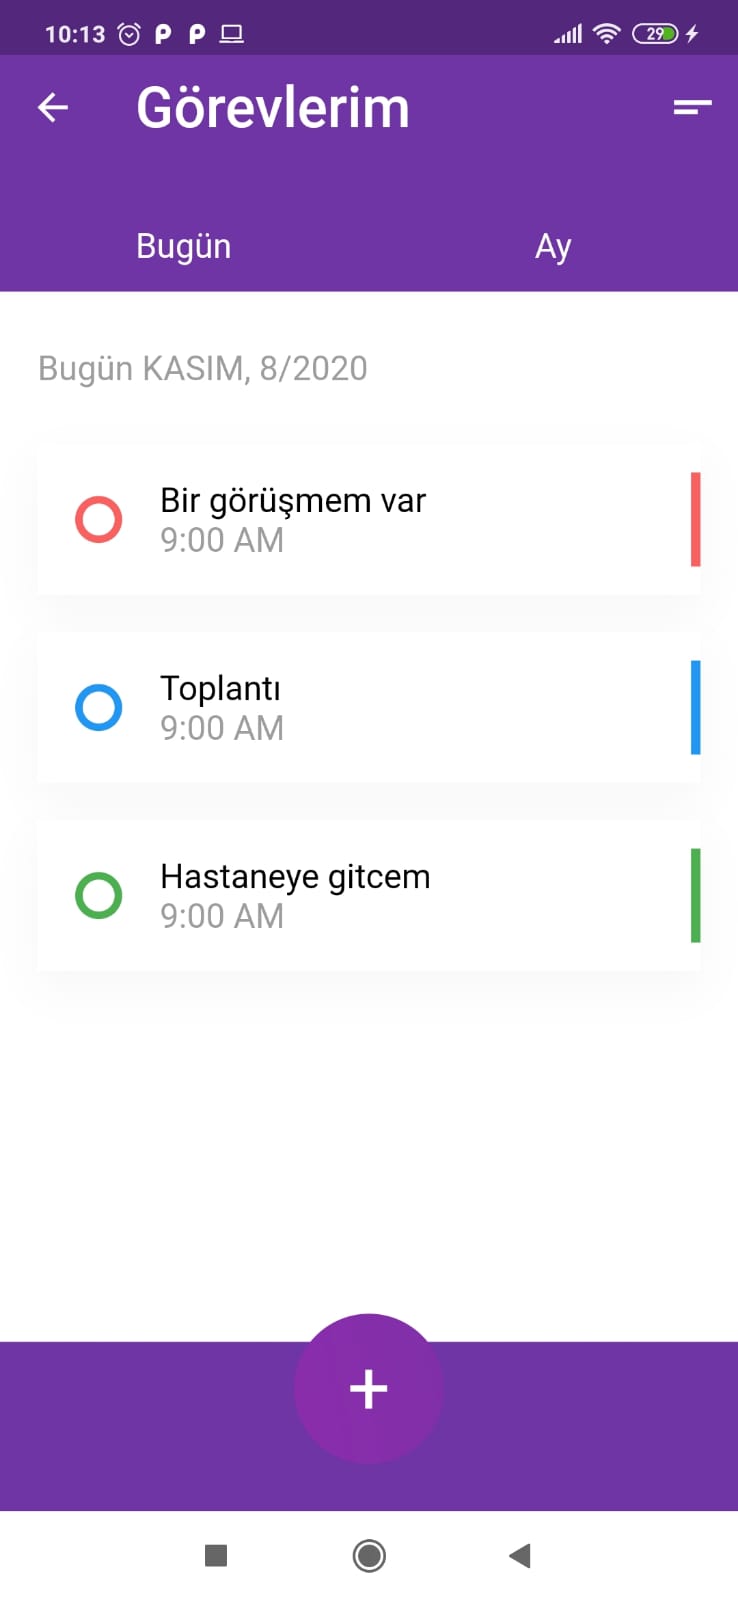 10:13 P P 29
Görevlerim
Bugün Ay
Bugün KASIM, 8/2020
Bir görüşmem var
9:00 AM
Toplantı
9:00 AM
Hastaneye gitcem
9:00 AM
+